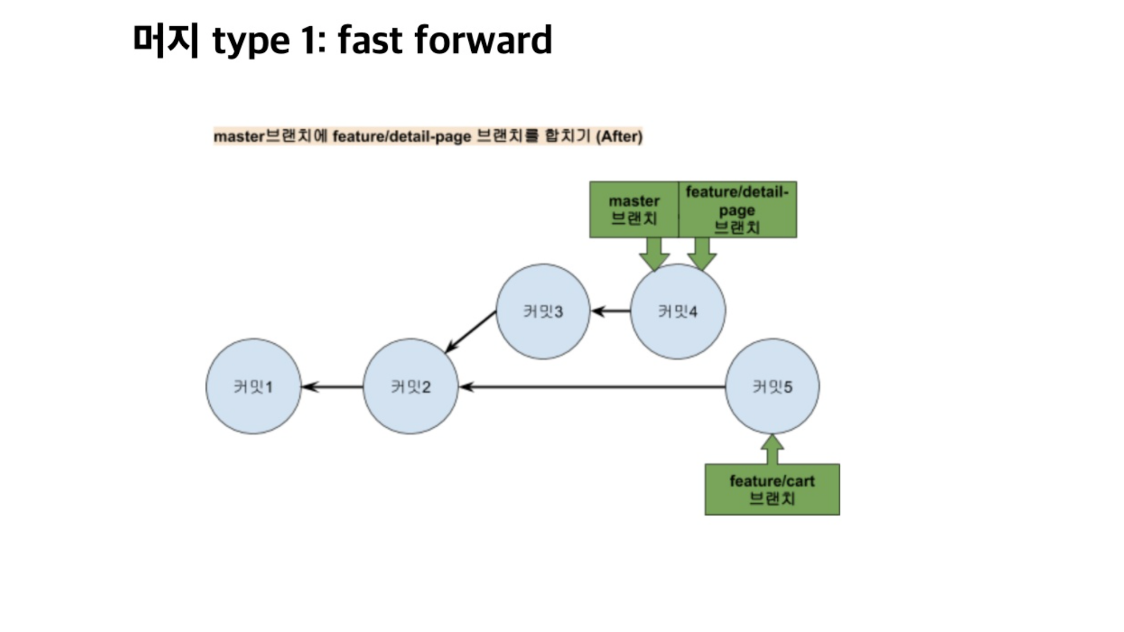 머지 type 1: fast forward
master브랜치에 feature/detail-page 브랜치를 합치기 (After)
master
브랜치
feature/detail-
page
브랜치
커밋3
커밋4
커밋1
커밋2
커밋5
feature/cart
브랜치